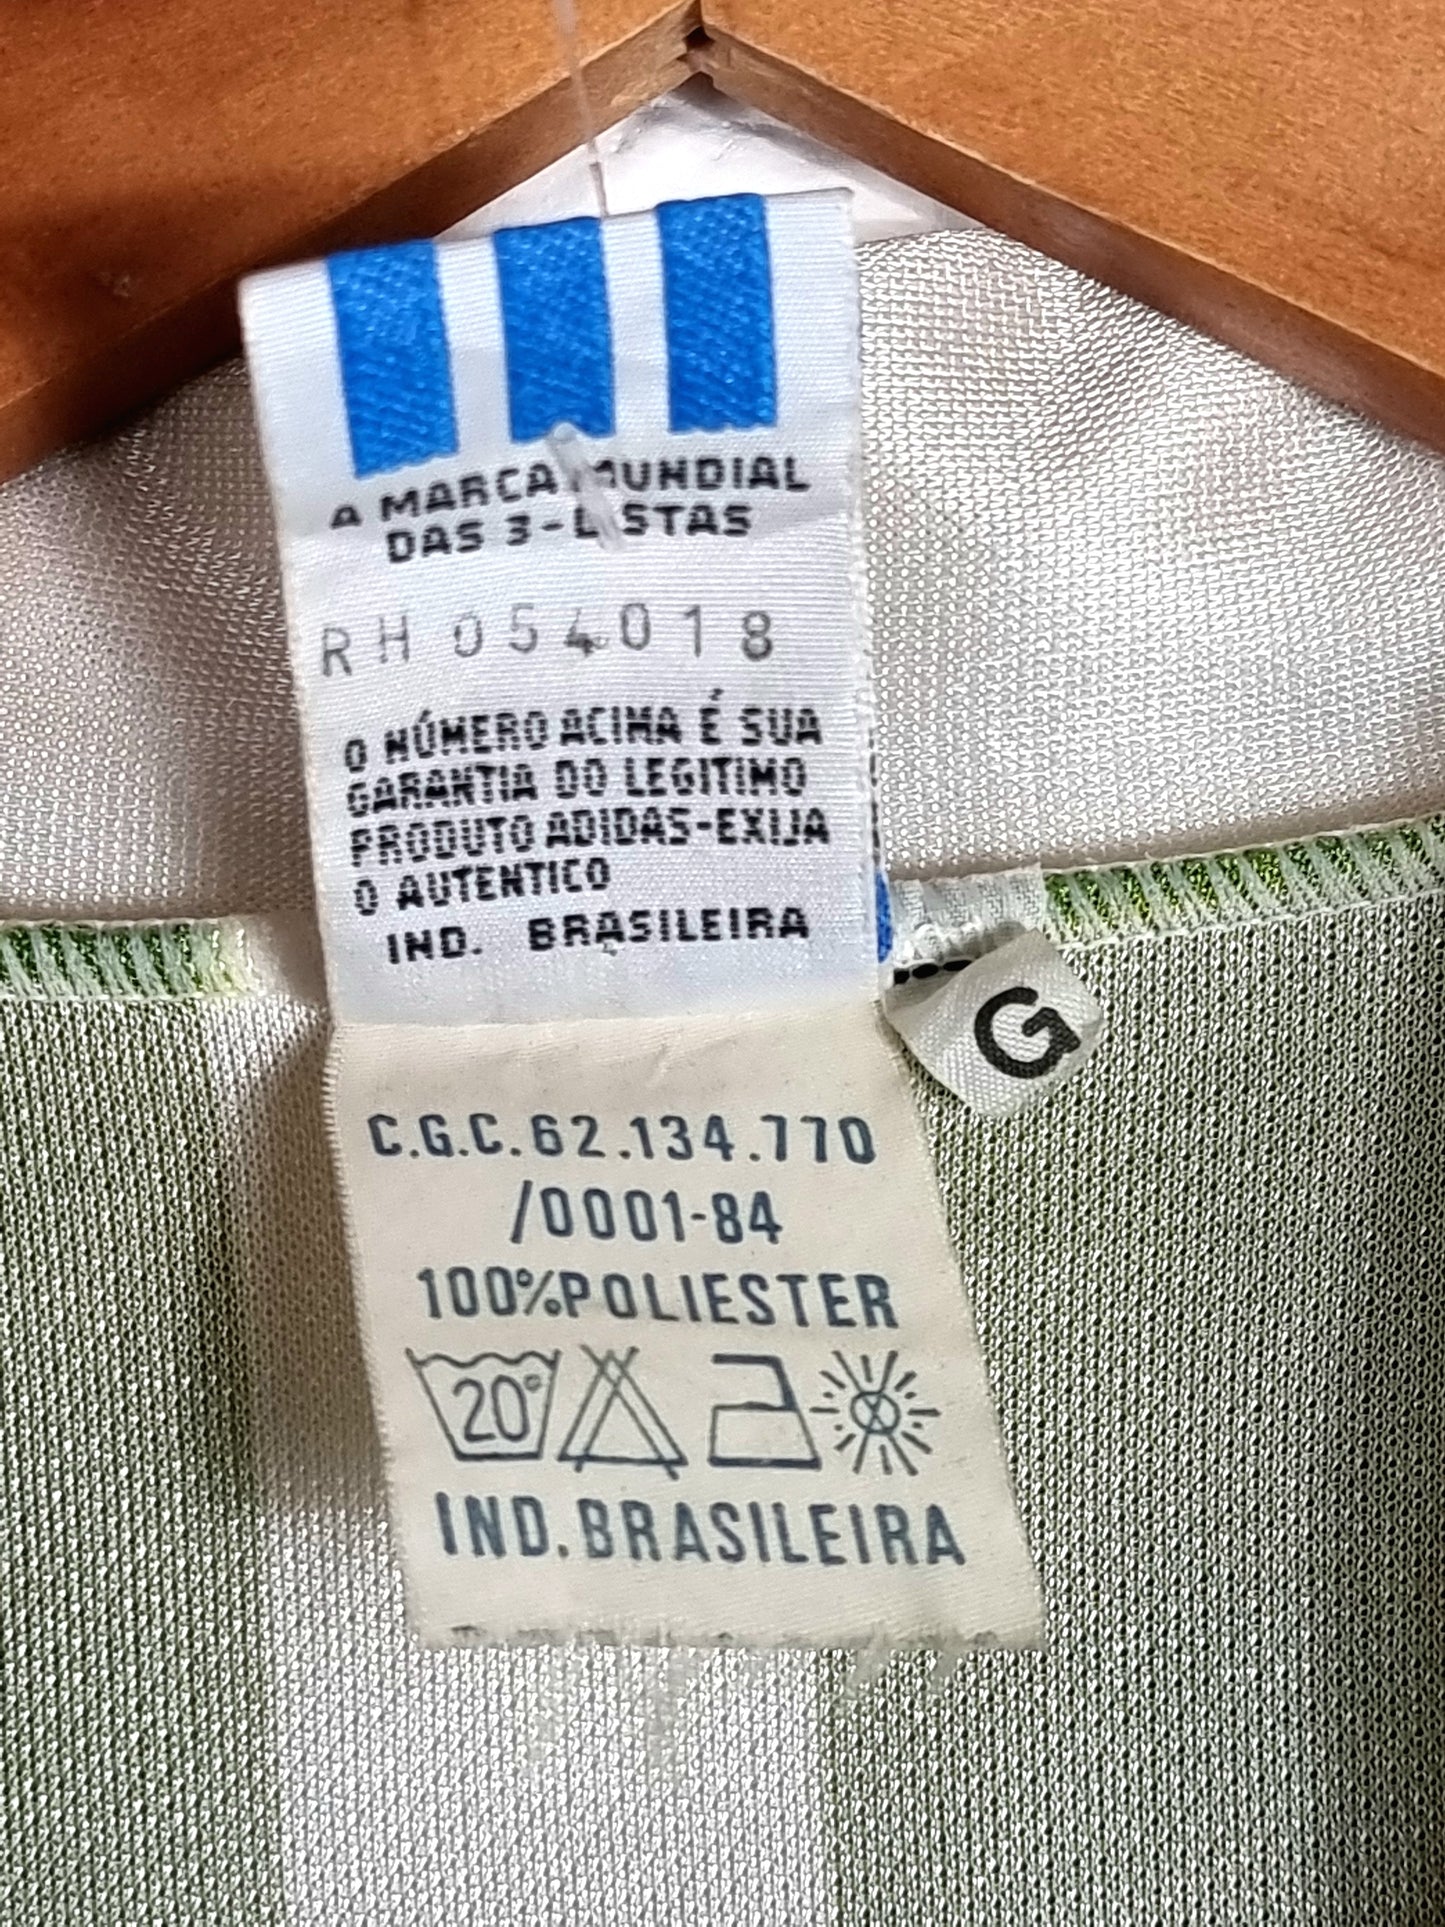 A MARCA MUNDIAL
DAS 3-LISTAS
RH 054018
O NÚMERO ACIMA É SUA
GARANTIA DO LEGITIMO
PRODUTO ADIDAS-EXIJA
O AUTENTICO
IND. BRASILEIRA
G
C.G.C.62.134.770
/0001-84
100%POLIESTER
20°
IND.BRASILEIRA